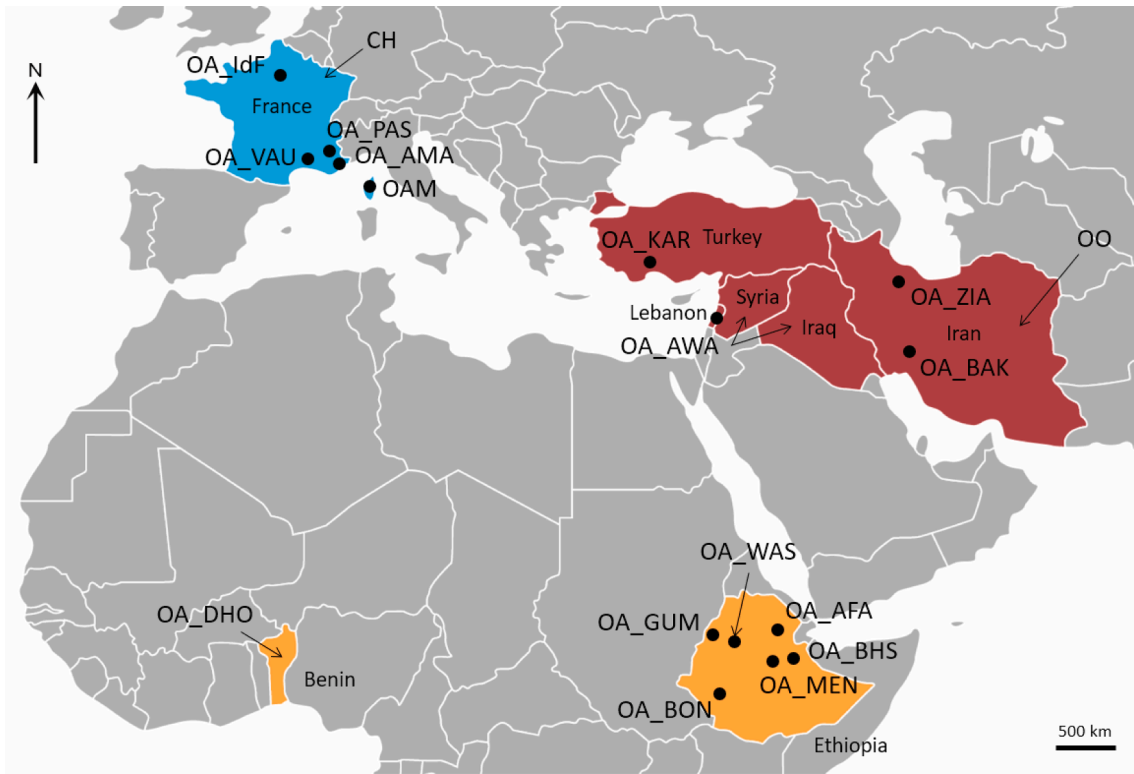 CH
OA_IdF
N
France
OA_PAS
OA_VAU
OA_AMA
OAM
OA_KAR
Turkey
OO
OA_ZIA
Syria
Lebanon
Iraq
Iran
OA_AWA
OA_BAK
OA_WAS
OA_DHO
OA_AFA
OA_GUM
OA_BHS
Benin
OA_MEN
OA_BON
Ethiopia
500 km